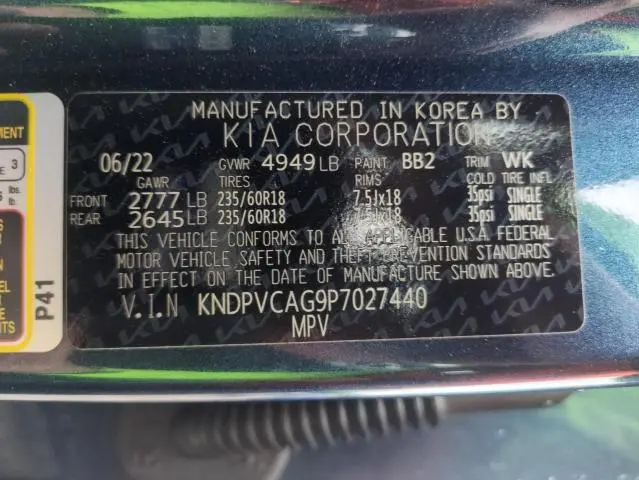 MANUFACTURED IN KOREA BY
KIA CORPORATION
06/22 GVWR 4949 LB PAINT BB2 TRIM WK
GAWR TIRES RIMS COLD TIRE INFL
FRONT 2777 LB 235/60R18 7.5Jx18 35psi SINGLE
REAR 2645 LB 235/60R18 7.5Jx18 35psi SINGLE
THIS VEHICLE CONFORMS TO ALL APPLICABLE U.S.A. FEDERAL
MOTOR VEHICLE SAFETY AND THEFT PREVENTION STANDARDS
IN EFFECT ON THE DATE OF MANUFACTURE SHOWN ABOVE.
V.I.N KNDPVCAG9P7027440
MPV
P41
3
lbs.
lb.